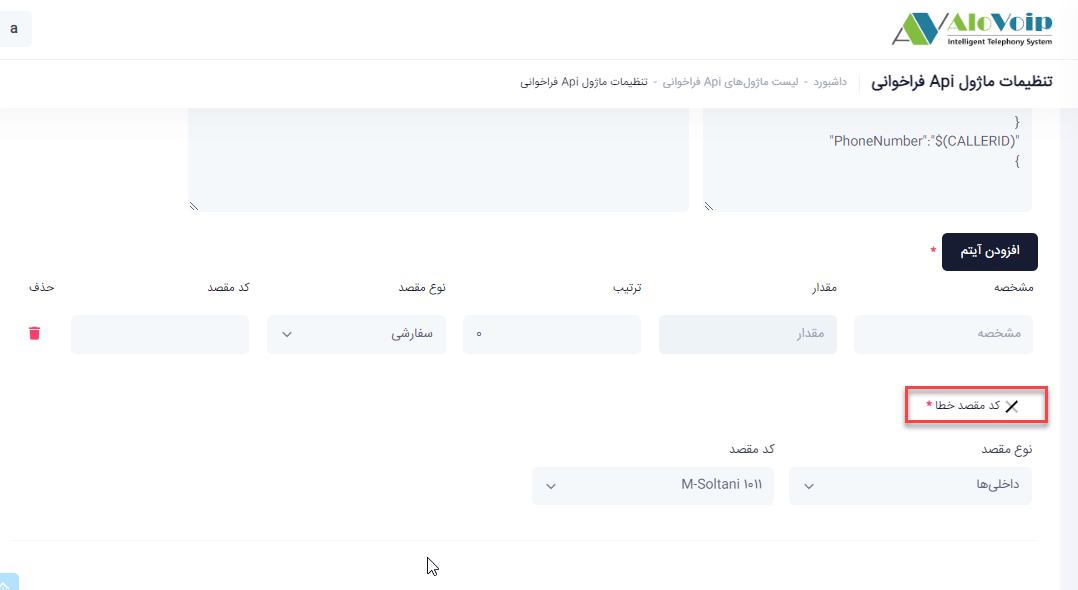 a
AloVoip
Intelligent Telephony System
تنظیمات ماژول Api فراخوانی
داشبورد - لیست ماژول‌های Api فراخوانی - تنظیمات ماژول Api فراخوانی
}
"PhoneNumber":"$(CALLERID)"
{
افزودن آیتم *
مشخصه مقدار ترتیب نوع مقصد کد مقصد حذف
مشخصه مقدار ۰ سفارشی
کد مقصد خطا *
نوع مقصد کد مقصد
داخلی‌ها M-Soltani ۱۰۱۱